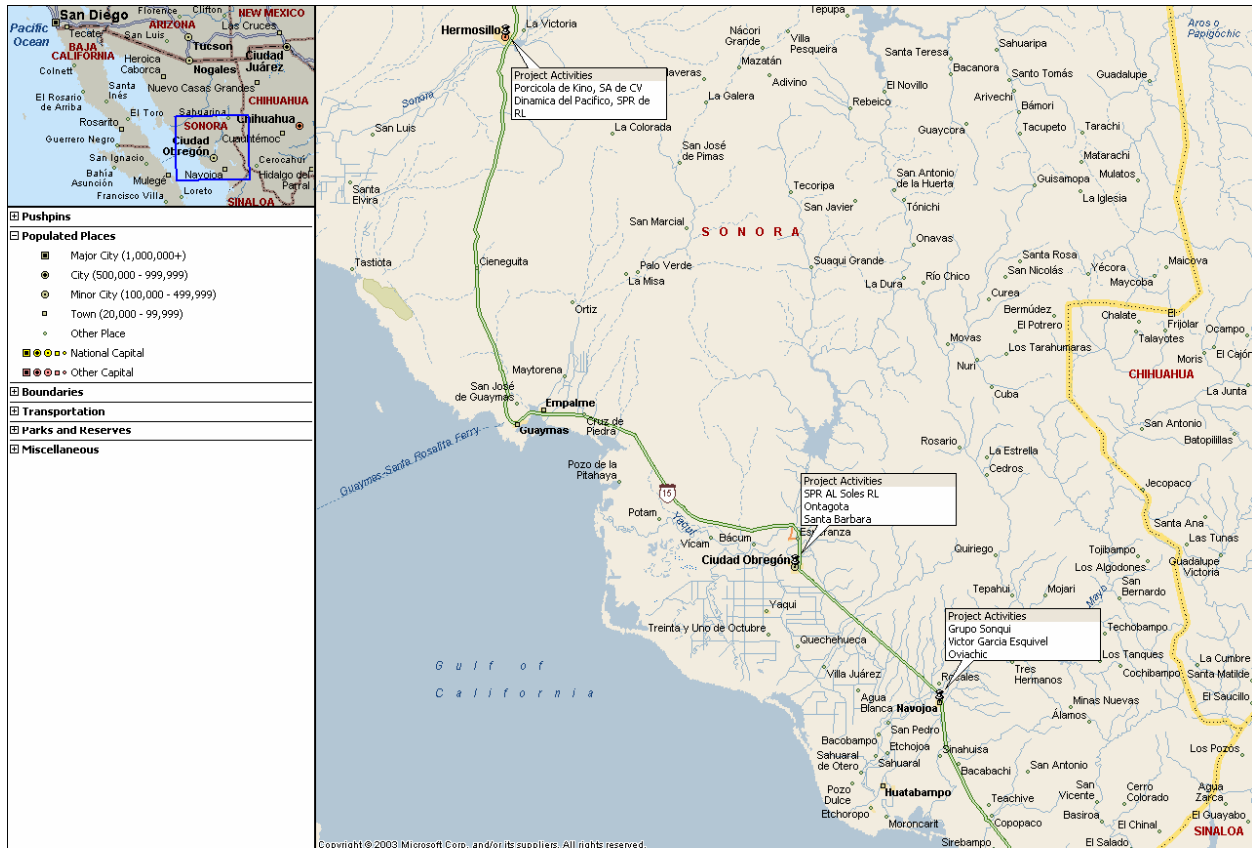 San Diego
Florence
Clifton
NEW MEXICO
ARIZONA
Las Cruces
Pacific
Ocean
Tecate
San Luis
BAJA
CALIFORNIA
Tucson
Ciudad
Juárez
Colnett
Heroica
Caborca
Nogales
Nuevo Casas Grandes
Santa
Inés
CHIHUAHUA
El Rosario
de Arriba
El Toro
Sahuaripa
Rosarito
SONORA
Chihuahua
Guerrero Negro
Ciudad
Obregón
Cuauhtémoc
San Ignacio
Cerocahui
Bahía
Asunción
Mulegé
Navojoa
Hidalgo del
Parral
Loreto
Francisco Villa
SINALOA
Pushpins
Populated Places
Major City (1,000,000+)
City (500,000 - 999,999)
Minor City (100,000 - 499,999)
Town (20,000 - 99,999)
Other Place
National Capital
Other Capital
Boundaries
Transportation
Parks and Reserves
Miscellaneous
Hermosillo
La Victoria
Tepupa
Nácori
Grande
Villa
Pesqueira
Mazatán
Adivino
Santa Teresa
Sahuaripa
Aros o
Papigochic
Bacanora
Santo Tomás
Guadalupe
Project Activities
Porcicola de Kino, SA de CV
Dinamica del Pacifico, SPR de
RL
averas
La Galera
El Novillo
Rebeico
Arivechi
Bámori
Sonora
San Luis
La Colorada
Guaycora
Tacupeto
Tarachi
San José
de Pimas
Matarachi
Santa
Elvira
Tecoripa
San Antonio
de la Huerta
Guisamopa
Mulatos
La Iglesia
San Javier
Tónichi
San Marcial
SONORA
Onavas
Cieneguita
Tastiota
Palo Verde
La Misa
Suaqui Grande
Santa Rosa
San Nicolás
Yécora
Maicova
La Dura
Río Chico
Maycoba
Curea
Ortiz
Bermúdez
Chalate
El
Frijolar
El Potrero
Ocampo
Movas
Talayotes
Los Tarahumaras
Moris
El Cajón
Nuri
Maytorena
CHIHUAHUA
San José
de Guaymas
Cuba
La Junta
Empalme
Guaymas
Cruz de
Piedra
San Antonio
Batopilillas
Guaymas-Santa Rosalita Ferry
Rosario
La Estrella
Pozo de la
Pitahaya
Cedros
Project Activities
SPR AL Soles RL
Ontagota
Santa Barbara
15
Jecopaco
Potam
Yaqui
Santa Ana
Vícam
Bácum
Esperanza
Las Tunas
Quiriego
Tojibampo
Ciudad Obregón
Los Algodones
Guadalupe
Victoria
Tepahui
Mojari
San
Bernardo
Mayo
Yaqui
Project Activities
Grupo Sonqui
Victor Garcia Esquivel
Oviachic
Treinta y Uno de Octubre
Techobampo
Quechehueca
Los Tanques
La Cumbre
Villa Juárez
Rosales
Tres
Hermanos
Cochibampo
Santa Matilde
Gulf of
California
Agua
Blanca
Navojoa
El Saucillo
Minas Nuevas
Álamos
San Pedro
Bacobampo
Etchojoa
Sinahuisa
Los Pozos
Sahuaral
de Otero
Sahuaral
Bacabachi
San Antonio
Pozo
Dulce
Huatabampo
San
Vicente
Cerro
Colorado
Agua
Zarca
Teachive
Etchoropo
Basiroa
El Guayabo
Moroncarit
Copopaco
El Chinal
SINALOA
Sirebampo
El Salado
Copyright © 2003 Microsoft Corp. and/or its suppliers. All rights reserved.